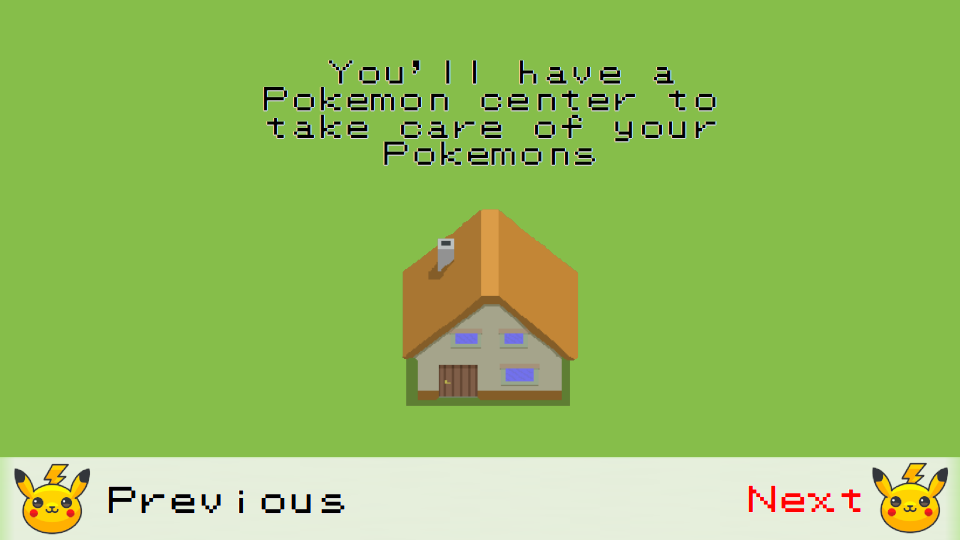 You'll have a
Pokemon center to
take care of your
Pokemons
Previous
Next